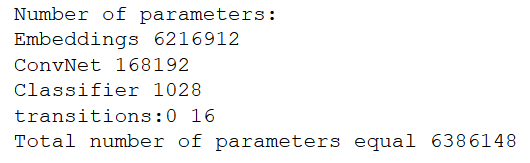 Number of parameters:
Embeddings 6216912
ConvNet 168192
Classifier 1028
transitions:0 16
Total number of parameters equal 6386148